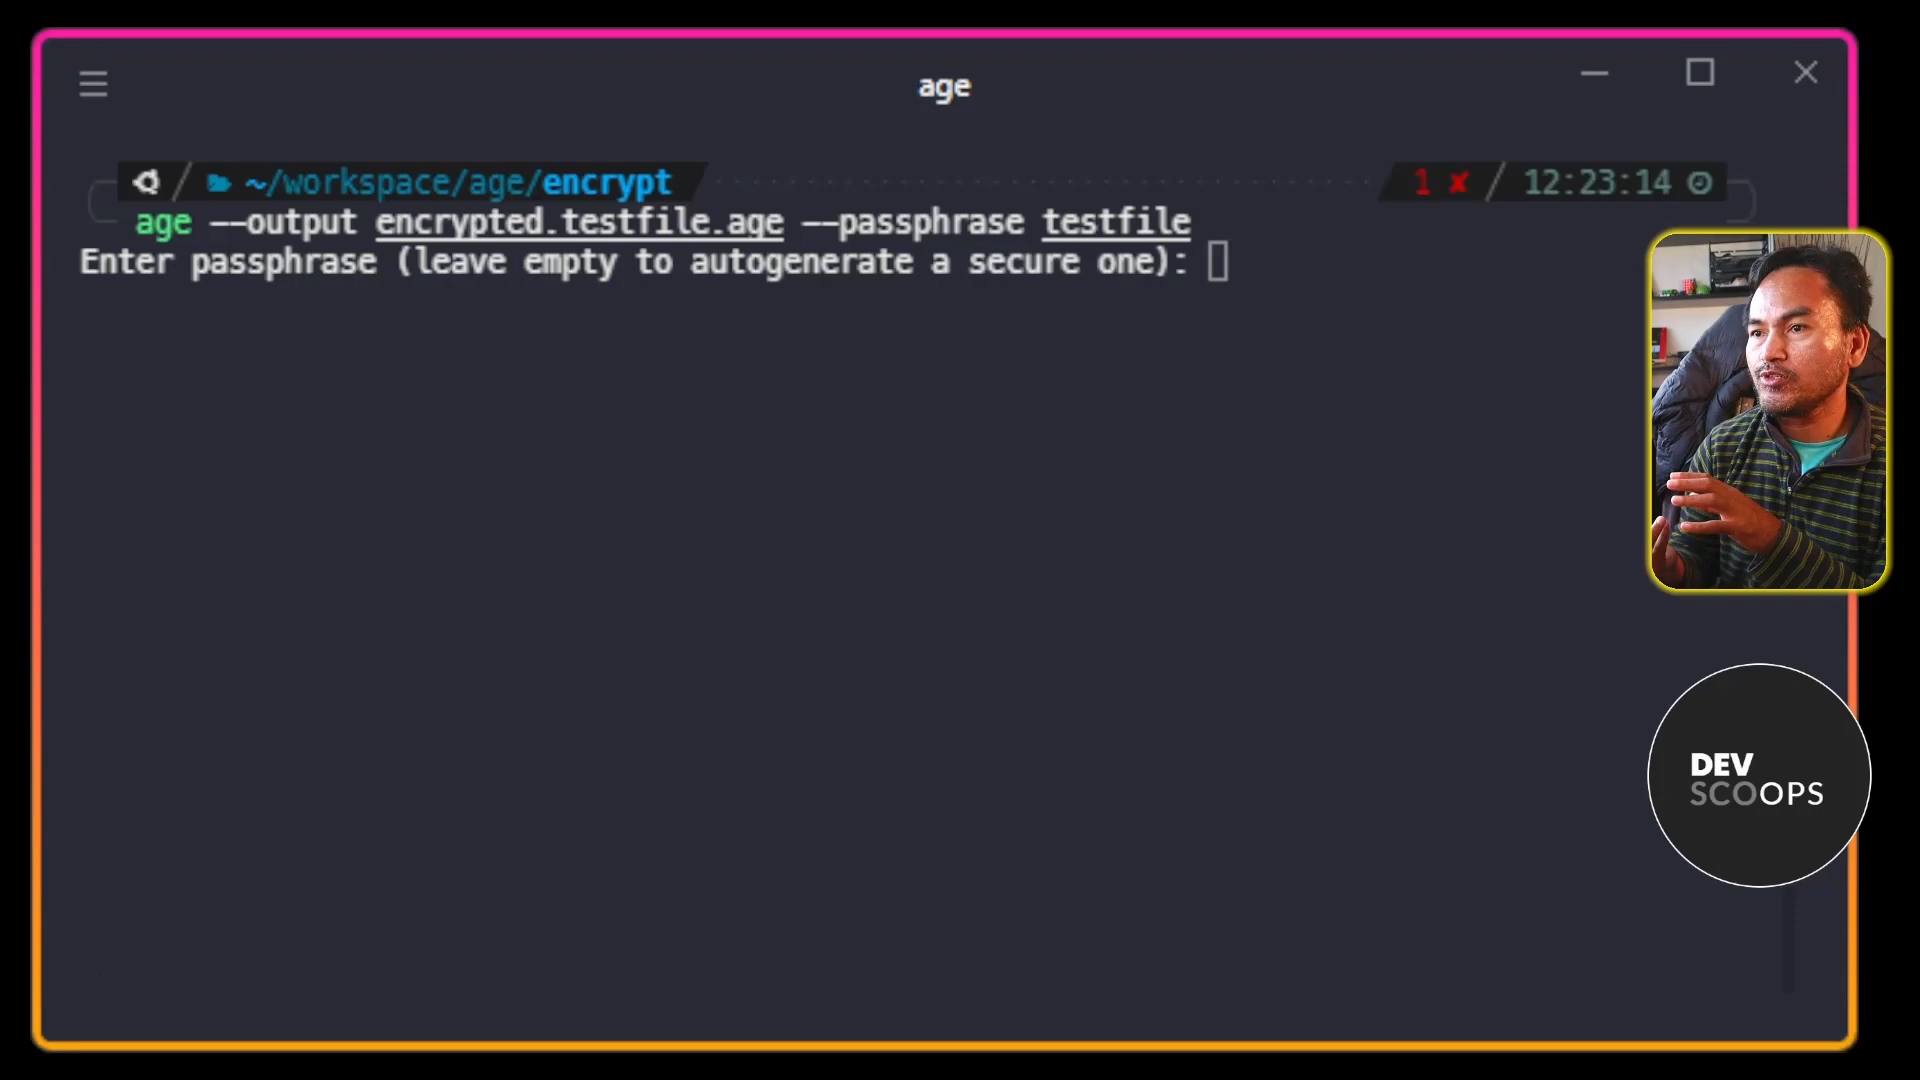 age
~/workspace/age/encrypt
1 ✘ 12:23:14
age --output encrypted.testfile.age --passphrase testfile
Enter passphrase (leave empty to autogenerate a secure one):
DEV
SCOOPS